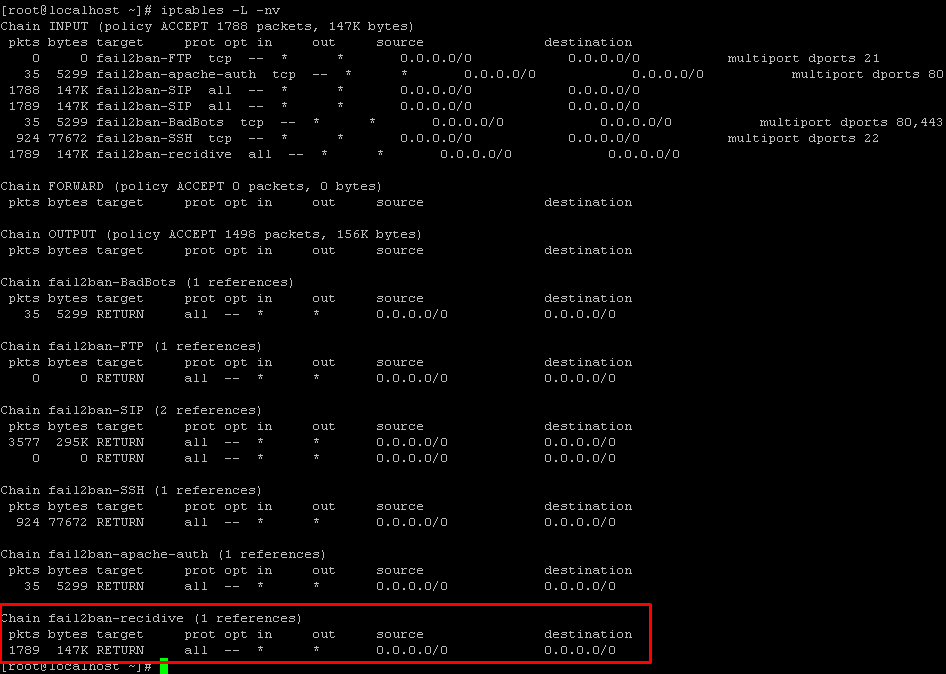 [root@localhost ~]# iptables -L -nv
Chain INPUT (policy ACCEPT 1788 packets, 147K bytes)
 pkts bytes target     prot opt in     out     source               destination
    0     0 fail2ban-FTP  tcp  --  *      *       0.0.0.0/0            0.0.0.0/0           multiport dports 21
   35  5299 fail2ban-apache-auth  tcp  --  *      *       0.0.0.0/0            0.0.0.0/0           multiport dports 80
 1788  147K fail2ban-SIP  all  --  *      *       0.0.0.0/0            0.0.0.0/0
 1789  147K fail2ban-SIP  all  --  *      *       0.0.0.0/0            0.0.0.0/0
   35  5299 fail2ban-BadBots  tcp  --  *      *       0.0.0.0/0            0.0.0.0/0           multiport dports 80,443
  924 77672 fail2ban-SSH  tcp  --  *      *       0.0.0.0/0            0.0.0.0/0           multiport dports 22
 1789  147K fail2ban-recidive  all  --  *      *       0.0.0.0/0            0.0.0.0/0

Chain FORWARD (policy ACCEPT 0 packets, 0 bytes)
 pkts bytes target     prot opt in     out     source               destination

Chain OUTPUT (policy ACCEPT 1498 packets, 156K bytes)
 pkts bytes target     prot opt in     out     source               destination

Chain fail2ban-BadBots (1 references)
 pkts bytes target     prot opt in     out     source               destination
   35  5299 RETURN     all  --  *      *       0.0.0.0/0            0.0.0.0/0

Chain fail2ban-FTP (1 references)
 pkts bytes target     prot opt in     out     source               destination
    0     0 RETURN     all  --  *      *       0.0.0.0/0            0.0.0.0/0

Chain fail2ban-SIP (2 references)
 pkts bytes target     prot opt in     out     source               destination
 3577  295K RETURN     all  --  *      *       0.0.0.0/0            0.0.0.0/0
    0     0 RETURN     all  --  *      *       0.0.0.0/0            0.0.0.0/0

Chain fail2ban-SSH (1 references)
 pkts bytes target     prot opt in     out     source               destination
  924 77672 RETURN     all  --  *      *       0.0.0.0/0            0.0.0.0/0

Chain fail2ban-apache-auth (1 references)
 pkts bytes target     prot opt in     out     source               destination
   35  5299 RETURN     all  --  *      *       0.0.0.0/0            0.0.0.0/0

Chain fail2ban-recidive (1 references)
 pkts bytes target     prot opt in     out     source               destination
 1789  147K RETURN     all  --  *      *       0.0.0.0/0            0.0.0.0/0
[root@localhost ~]#